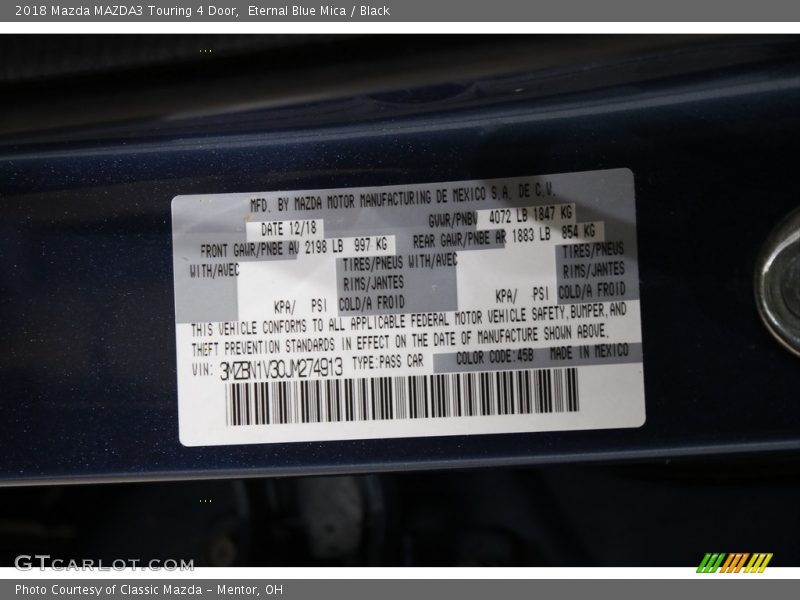 2018 Mazda MAZDA3 Touring 4 Door,  Eternal Blue Mica / Black
MFD. BY MAZDA MOTOR MANUFACTURING DE MEXICO S.A. DE C.V.
DATE 12/18 GVWR/PNBV 4072 LB 1847 KG
FRONT GAWR/PNBE AV 2198 LB 997 KG REAR GAWR/PNBE AR 1883 LB 854 KG
WITH/AVEC TIRES/PNEUS WITH/AVEC TIRES/PNEUS
RIMS/JANTES RIMS/JANTES
KPA/ PSI COLD/A FROID KPA/ PSI COLD/A FROID
THIS VEHICLE CONFORMS TO ALL APPLICABLE FEDERAL MOTOR VEHICLE SAFETY, BUMPER, AND
THEFT PREVENTION STANDARDS IN EFFECT ON THE DATE OF MANUFACTURE SHOWN ABOVE.
VIN: 3MZBN1V30JM274913 TYPE:PASS CAR COLOR CODE:45B MADE IN MEXICO
GTCARLOT.COM
Photo Courtesy of Classic Mazda - Mentor, OH